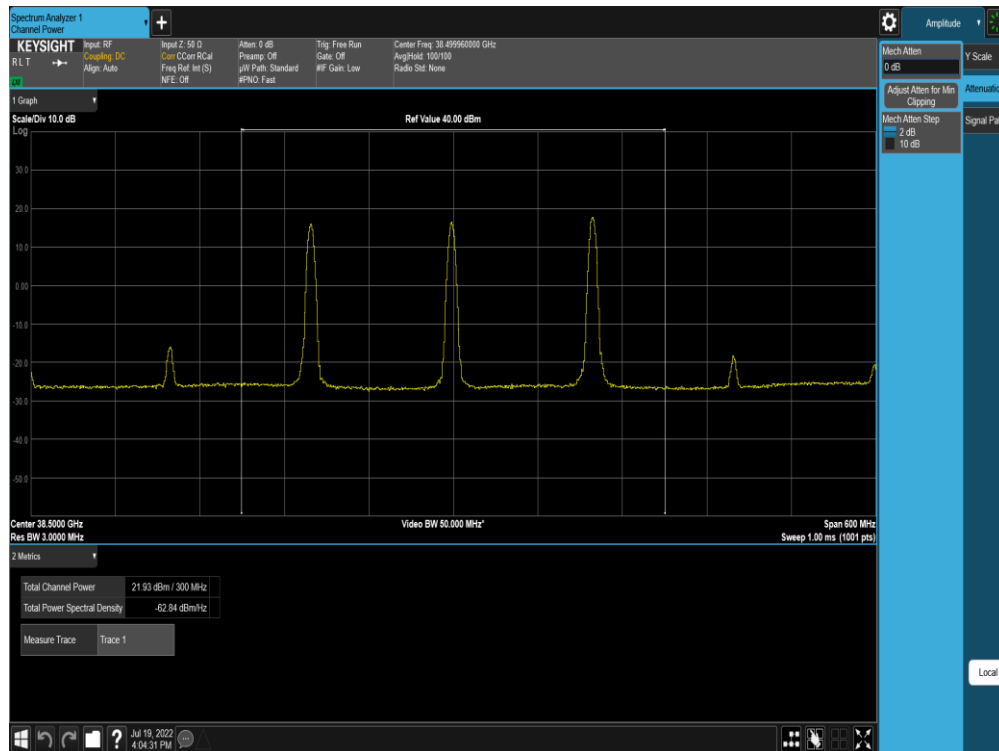 Spectrum Analyzer 1
Channel Power
+
Amplitude
KEYSIGHT
R L T
Input: RF
Coupling: DC
Align: Auto
Input Z: 50 Ω
Corr CCorr RCal
Freq Ref: Int (S)
NFE: Off
Atten: 0 dB
Preamp: Off
µW Path: Standard
#PNO: Fast
Trig: Free Run
Gate: Off
#IF Gain: Low
Center Freq: 38.499960000 GHz
Avg|Hold: 100/100
Radio Std: None
Mech Atten
0 dB
Adjust Atten for Min
Clipping
Mech Atten Step
2 dB
10 dB
Y Scale
Attenuatio
Signal Pa
1 Graph
Scale/Div 10.0 dB
Ref Value 40.00 dBm
Log
30.0
20.0
10.0
0.00
-10.0
-20.0
-30.0
-40.0
-50.0
Center 38.5000 GHz
Video BW 50.000 MHz*
Span 600 MHz
Res BW 3.0000 MHz
Sweep 1.00 ms (1001 pts)
2 Metrics
Total Channel Power 21.93 dBm / 300 MHz
Total Power Spectral Density -62.84 dBm/Hz
Measure Trace Trace 1
Local
?
Jul 19, 2022
4:04:31 PM